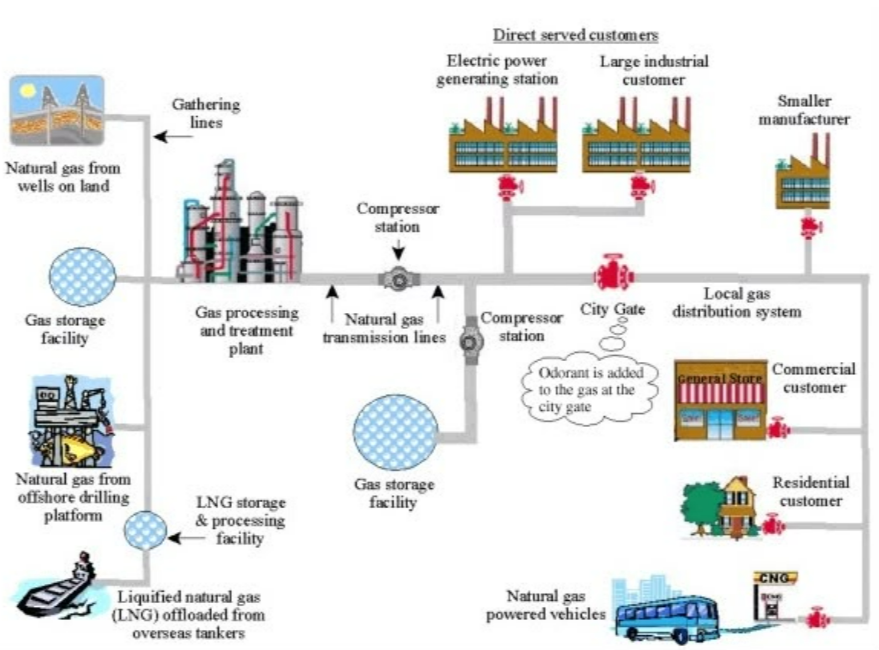 Direct served customers
Electric power
generating station
Large industrial
customer
Smaller
manufacturer
Gathering
lines
Natural gas from
wells on land
Compressor
station
Gas storage
facility
Gas processing
and treatment
plant
Natural gas
transmission lines
Compressor
station
City Gate
Local gas
distribution system
Odorant is added
to the gas at the
city gate
General Store
Commercial
customer
Natural gas from
offshore drilling
platform
LNG storage
& processing
facility
Gas storage
facility
Residential
customer
Liquified natural gas
(LNG) offloaded from
overseas tankers
Natural gas
powered vehicles
CNG